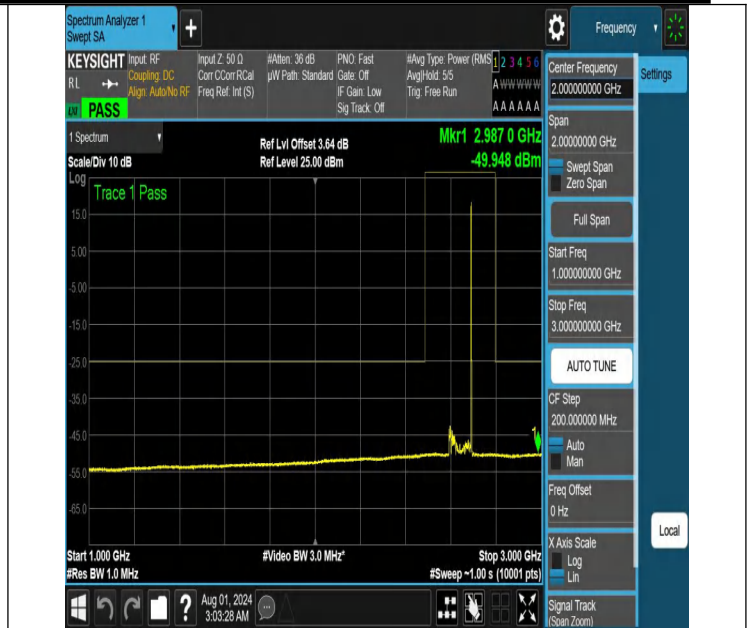 Spectrum Analyzer 1
Swept SA
+
Frequency
KEYSIGHT
RL
PASS
Input: RF
Coupling: DC
Align: Auto/No RF
Input Z: 50 Ω
Corr CCorr RCal
Freq Ref: Int (S)
#Atten: 36 dB
µW Path: Standard
PNO: Fast
Gate: Off
IF Gain: Low
Sig Track: Off
#Avg Type: Power (RMS
Avg|Hold: 5/5
Trig: Free Run
1 2 3 4 5 6
A W W W W W
A A A A A A
1 Spectrum
Scale/Div 10 dB
Log
Ref Lvl Offset 3.64 dB
Ref Level 25.00 dBm
Mkr1 2.987 0 GHz
-49.948 dBm
Trace 1 Pass
15.0
5.00
-5.00
-15.0
-25.0
-35.0
-45.0
-55.0
-65.0
1
Start 1.000 GHz
#Res BW 1.0 MHz
#Video BW 3.0 MHz*
Stop 3.000 GHz
#Sweep ~1.00 s (10001 pts)
Center Frequency
2.000000000 GHz
Settings
Span
2.00000000 GHz
Swept Span
Zero Span
Full Span
Start Freq
1.000000000 GHz
Stop Freq
3.000000000 GHz
AUTO TUNE
CF Step
200.000000 MHz
Auto
Man
Freq Offset
0 Hz
X Axis Scale
Log
Lin
Local
Signal Track
(Span Zoom)
?
Aug 01, 2024
3:03:28 AM